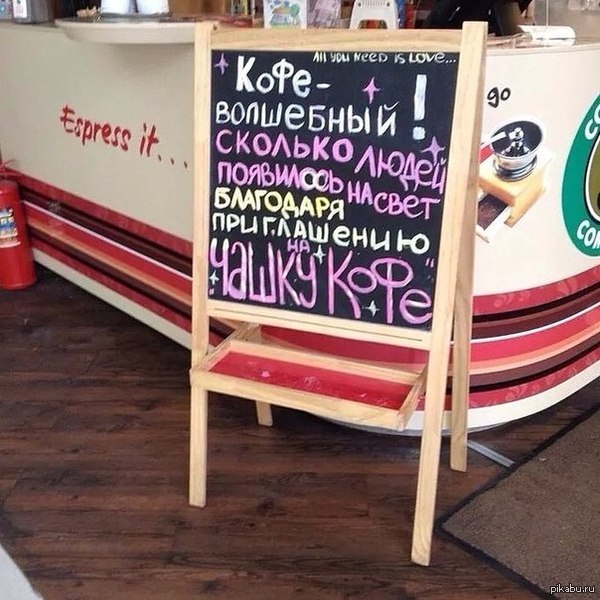 All you need is love...
Кофе-
волшебный!
сколько людей
появилось на свет
благодаря
приглашению
на
"чашку кофе"
Espress it...
go
pikabu.ru